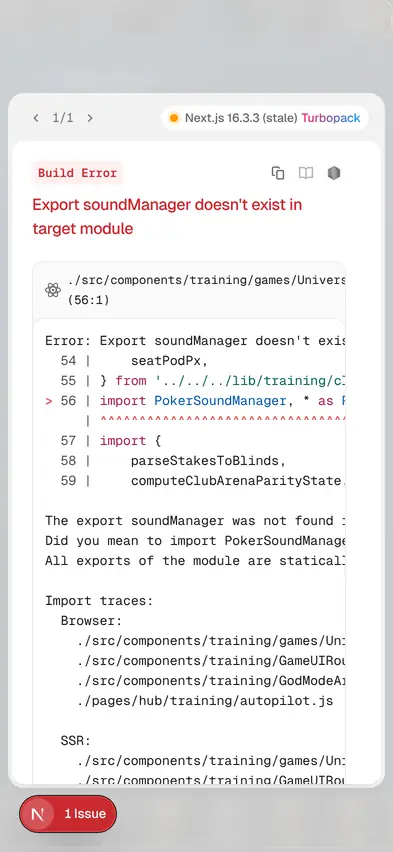 1/1
Next.js 16.3.3 (stale) Turbopack
Build Error
Export soundManager doesn't exist in
target module
./src/components/training/games/Univers
(56:1)
Error: Export soundManager doesn't exis
54 | seatPodPx,
55 | } from '../../../lib/training/cl
> 56 | import PokerSoundManager, * as P
| ^^^^^^^^^^^^^^^^^^^^^^^^^^^^^^^
57 | import {
58 | parseStakesToBlinds,
59 | computeClubArenaParityState,
The export soundManager was not found i
Did you mean to import PokerSoundManage
All exports of the module are staticall
Import traces:
Browser:
./src/components/training/games/Uni
./src/components/training/GameUIRou
./src/components/training/GodModeAr
./pages/hub/training/autopilot.js
SSR:
./src/components/training/games/Uni
./src/components/training/GameUIRou
N 1 Issue